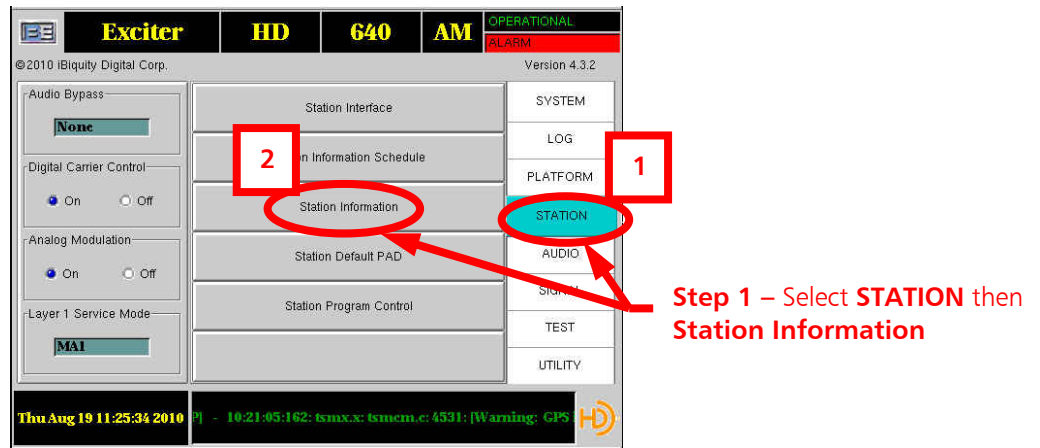 Exciter HD 640 AM OPERATIONAL
ALARM
©2010 iBiquity Digital Corp. Version 4.3.2
Audio Bypass
None
Digital Carrier Control
On Off
Analog Modulation
On Off
Layer 1 Service Mode
MA1
Station Interface
Information Schedule
Station Information
Station Default PAD
Station Program Control
SYSTEM
LOG
PLATFORM
STATION
AUDIO
TEST
UTILITY
2
1
Step 1 – Select STATION then
Station Information
Thu Aug 19 11:25:34 2010 P] - 10:21:05:162: tsmx.x: tsmcm.c: 4531: [Warning: GPS
HD